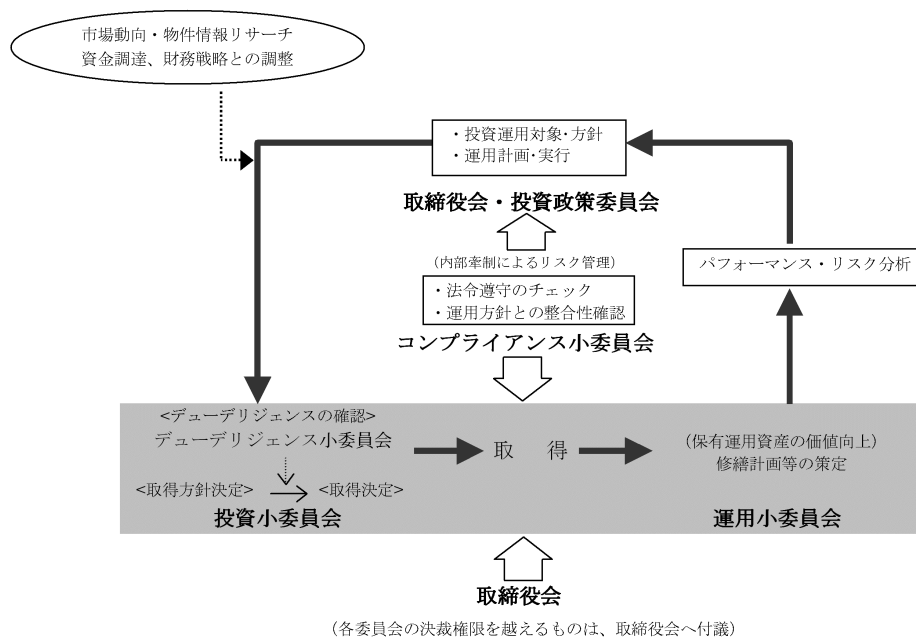 市場動向・物件情報リサーチ
資金調達、財務戦略との調整
・投資運用対象・方針
・運用計画・実行
取締役会・投資政策委員会
(内部牽制によるリスク管理)
・法令遵守のチェック
・運用方針との整合性確認
コンプライアンス小委員会
パフォーマンス・リスク分析
<デューデリジェンスの確認>
デューデリジェンス小委員会
<取得方針決定>
<取得決定>
投資小委員会
取 得
(保有運用資産の価値向上)
修繕計画等の策定
運用小委員会
取締役会
(各委員会の決裁権限を越えるものは、取締役会へ付議)